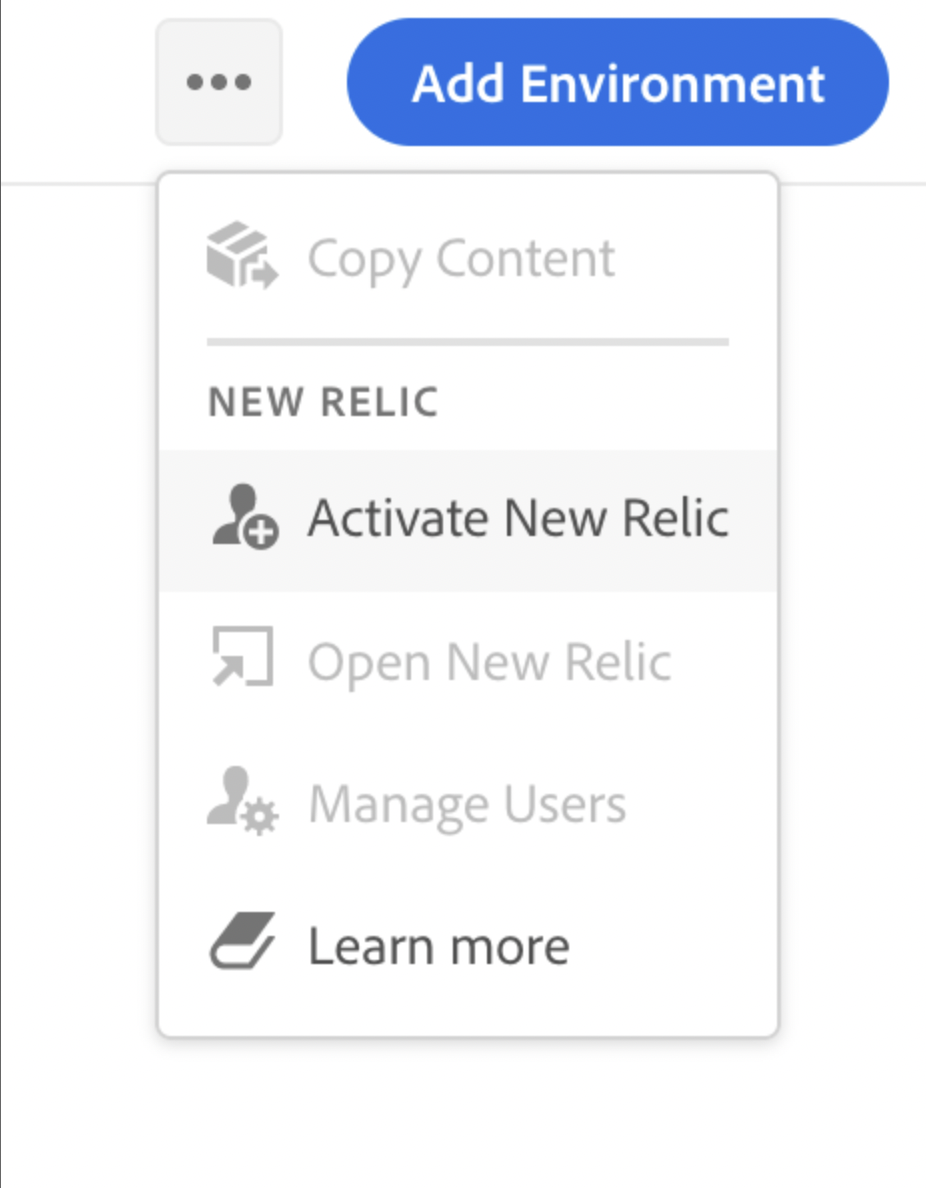 Add Environment
Copy Content
NEW RELIC
Activate New Relic
Open New Relic
Manage Users
Learn more